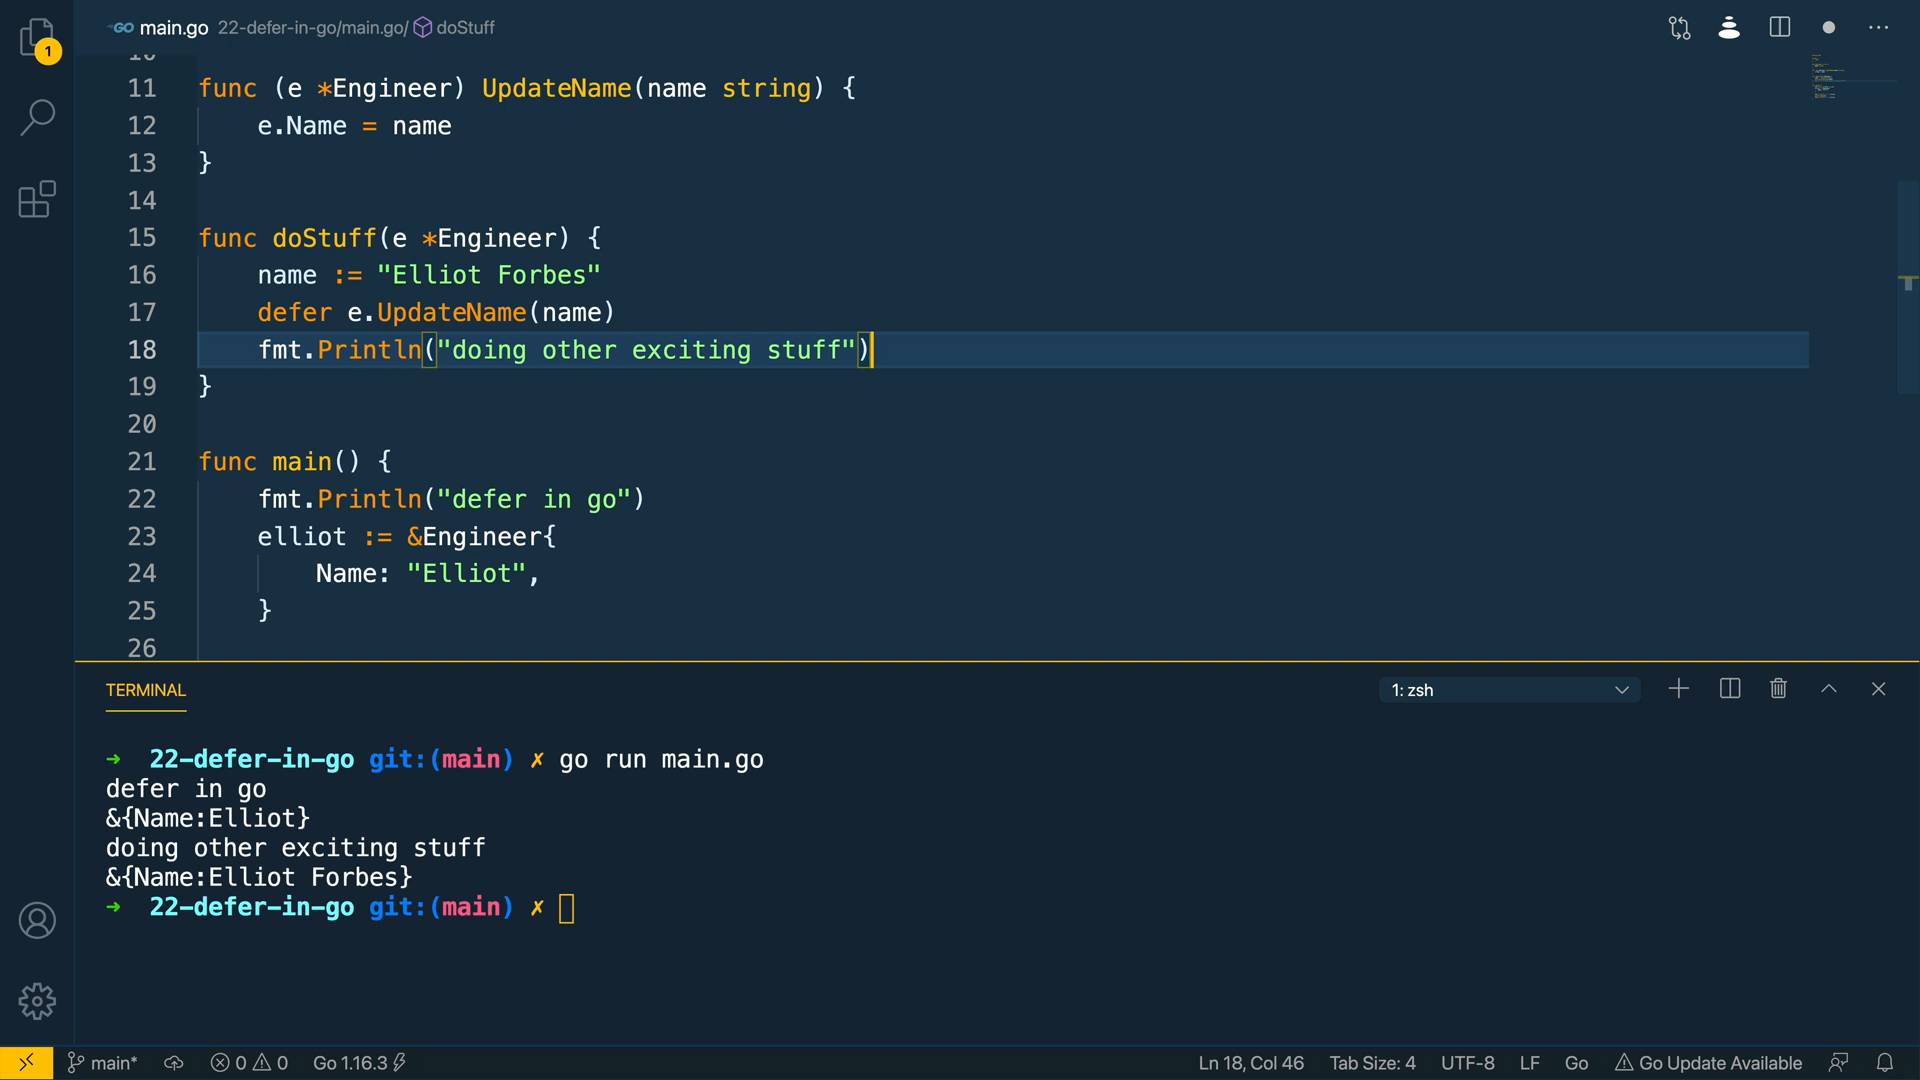 GO main.go 22-defer-in-go/main.go/ doStuff
1
10
11 func (e *Engineer) UpdateName(name string) {
12     e.Name = name
13 }
14
15 func doStuff(e *Engineer) {
16     name := "Elliot Forbes"
17     defer e.UpdateName(name)
18     fmt.Println("doing other exciting stuff")
19 }
20
21 func main() {
22     fmt.Println("defer in go")
23     elliot := &Engineer{
24         Name: "Elliot",
25     }
26
TERMINAL 1: zsh
➜ 22-defer-in-go git:(main) ✗ go run main.go
defer in go
&{Name:Elliot}
doing other exciting stuff
&{Name:Elliot Forbes}
➜ 22-defer-in-go git:(main) ✗
main* 0 0 Go 1.16.3 Ln 18, Col 46 Tab Size: 4 UTF-8 LF Go Go Update Available